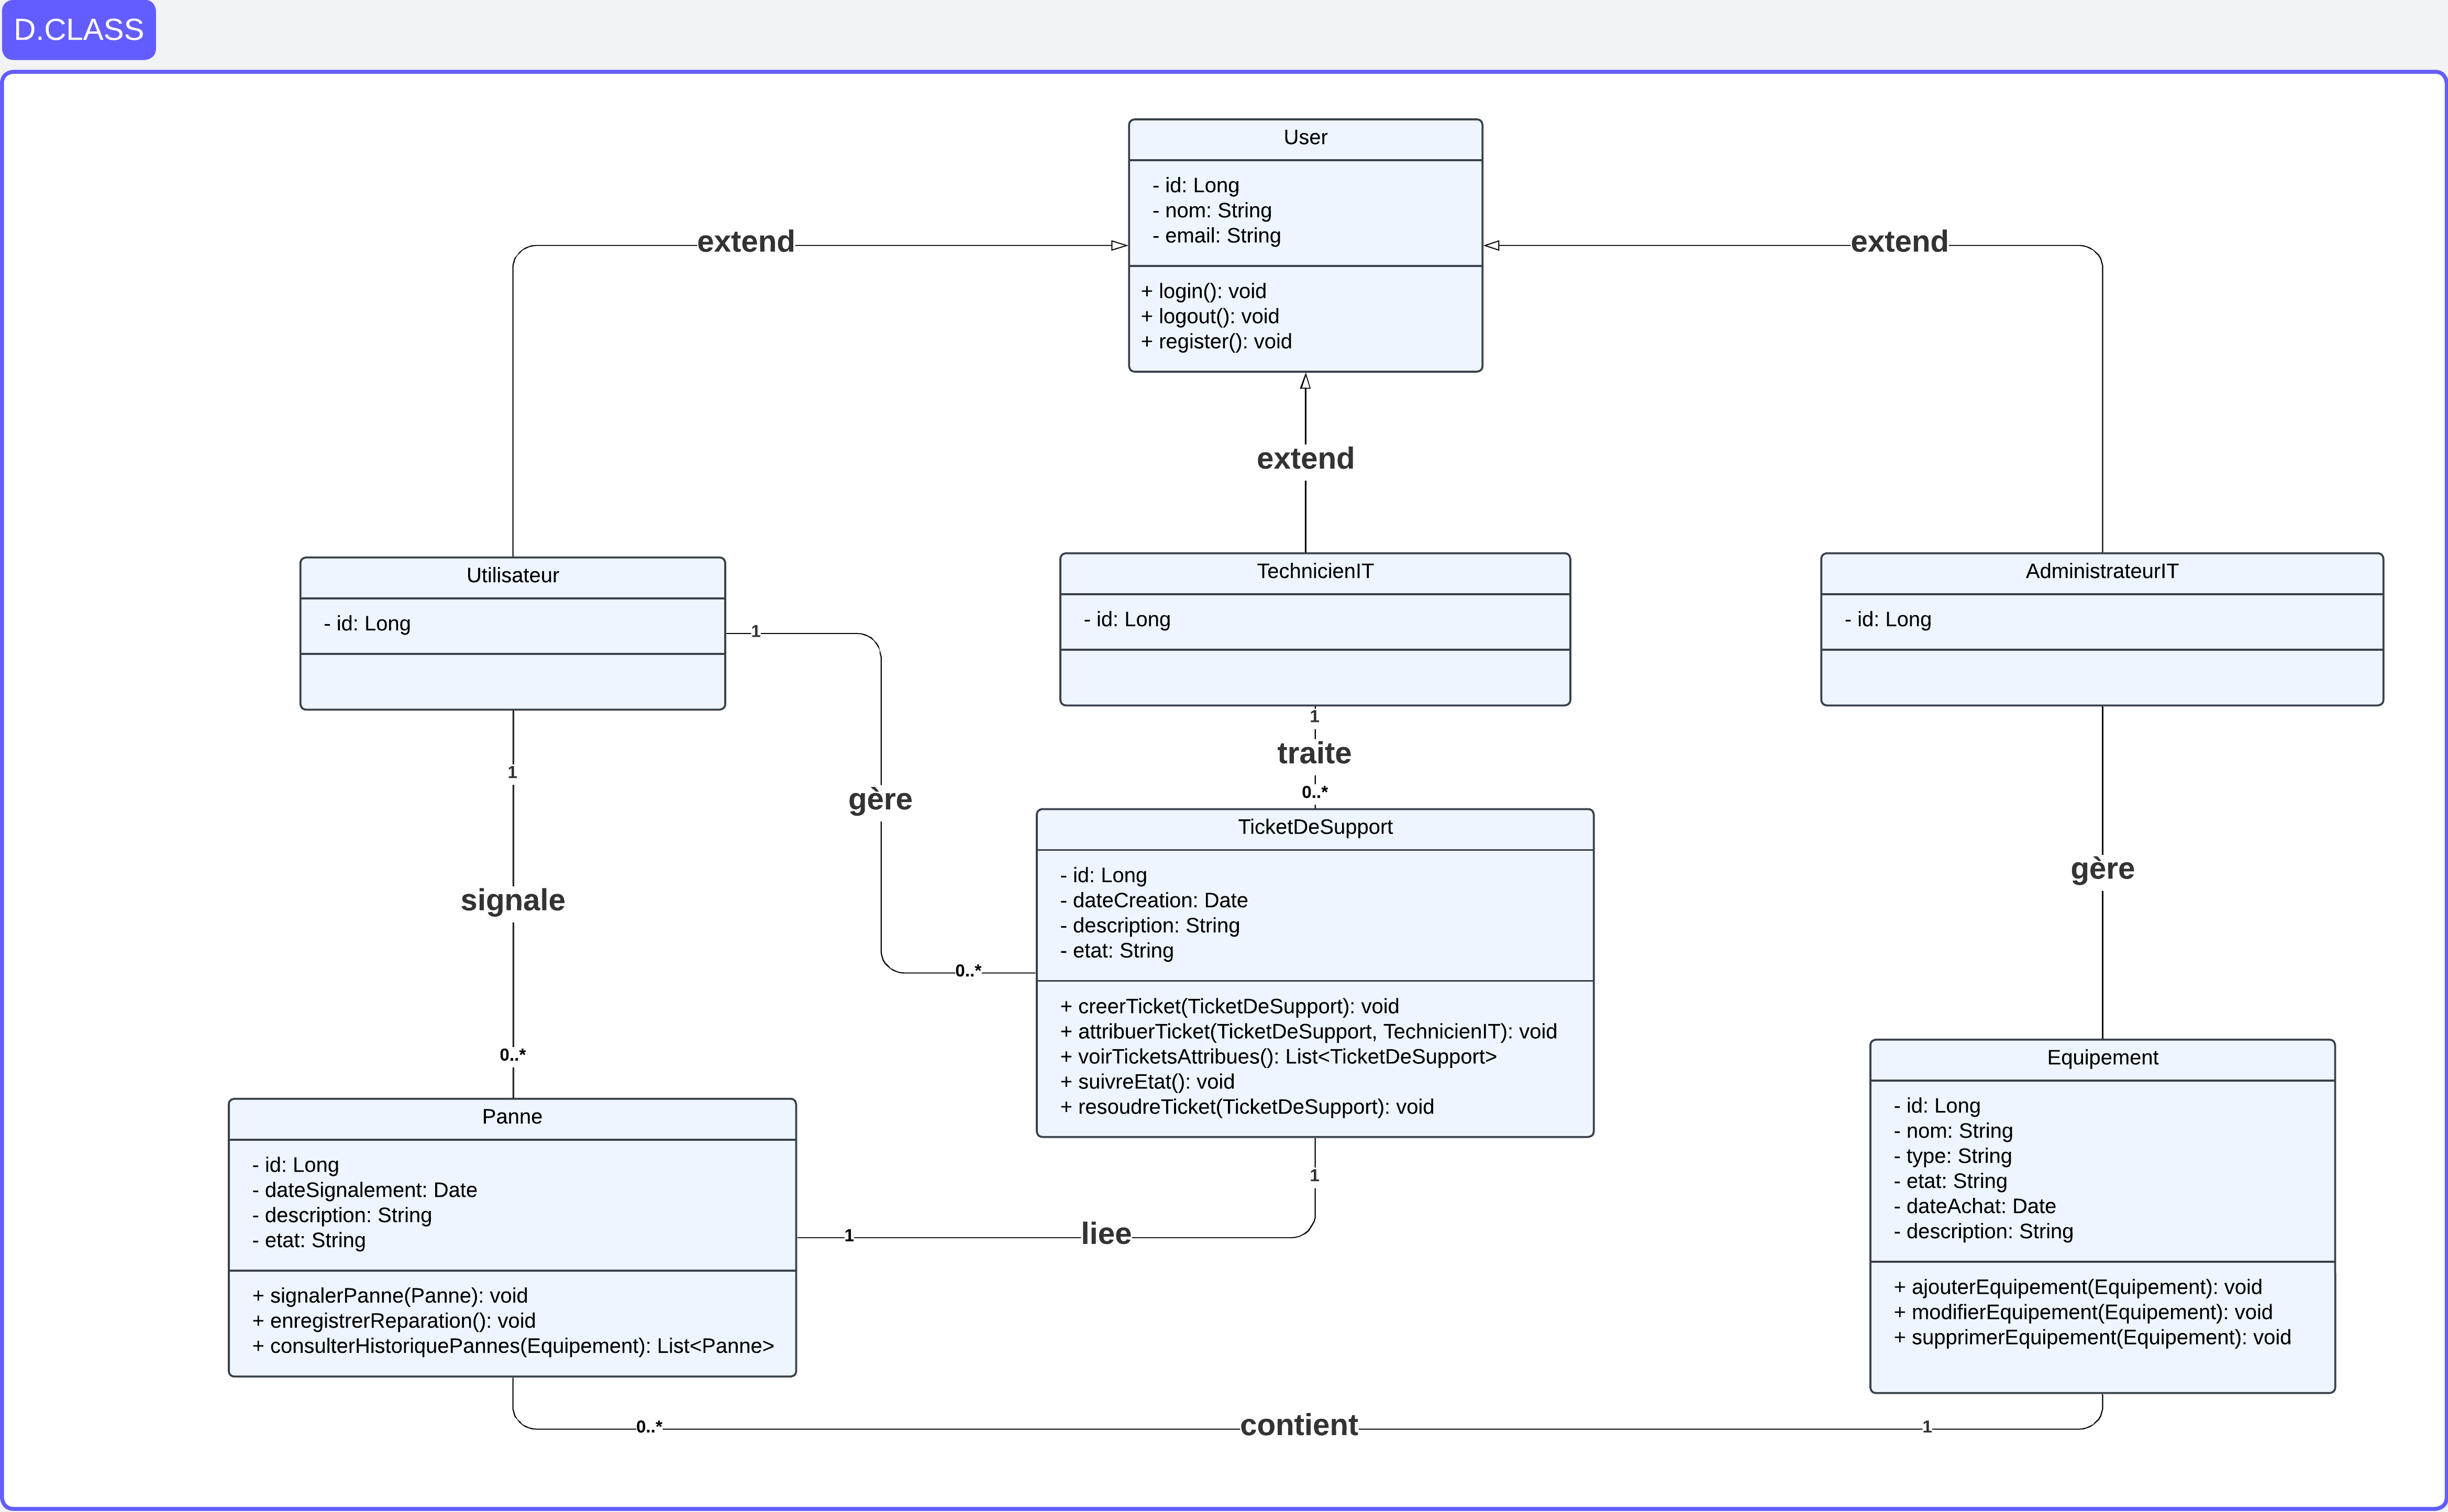 D.CLASS
User
- id: Long
- nom: String
- email: String
+ login(): void
+ logout(): void
+ register(): void
extend
extend
extend
Utilisateur
- id: Long
TechnicienIT
- id: Long
AdministrateurIT
- id: Long
1
gère
0..*
1
traite
0..*
1
signale
0..*
gère
TicketDeSupport
- id: Long
- dateCreation: Date
- description: String
- etat: String
+ creerTicket(TicketDeSupport): void
+ attribuerTicket(TicketDeSupport, TechnicienIT): void
+ voirTicketsAttribues(): List<TicketDeSupport>
+ suivreEtat(): void
+ resoudreTicket(TicketDeSupport): void
Panne
- id: Long
- dateSignalement: Date
- description: String
- etat: String
+ signalerPanne(Panne): void
+ enregistrerReparation(): void
+ consulterHistoriquePannes(Equipement): List<Panne>
1
liee
1
Equipement
- id: Long
- nom: String
- type: String
- etat: String
- dateAchat: Date
- description: String
+ ajouterEquipement(Equipement): void
+ modifierEquipement(Equipement): void
+ supprimerEquipement(Equipement): void
0..*
contient
1